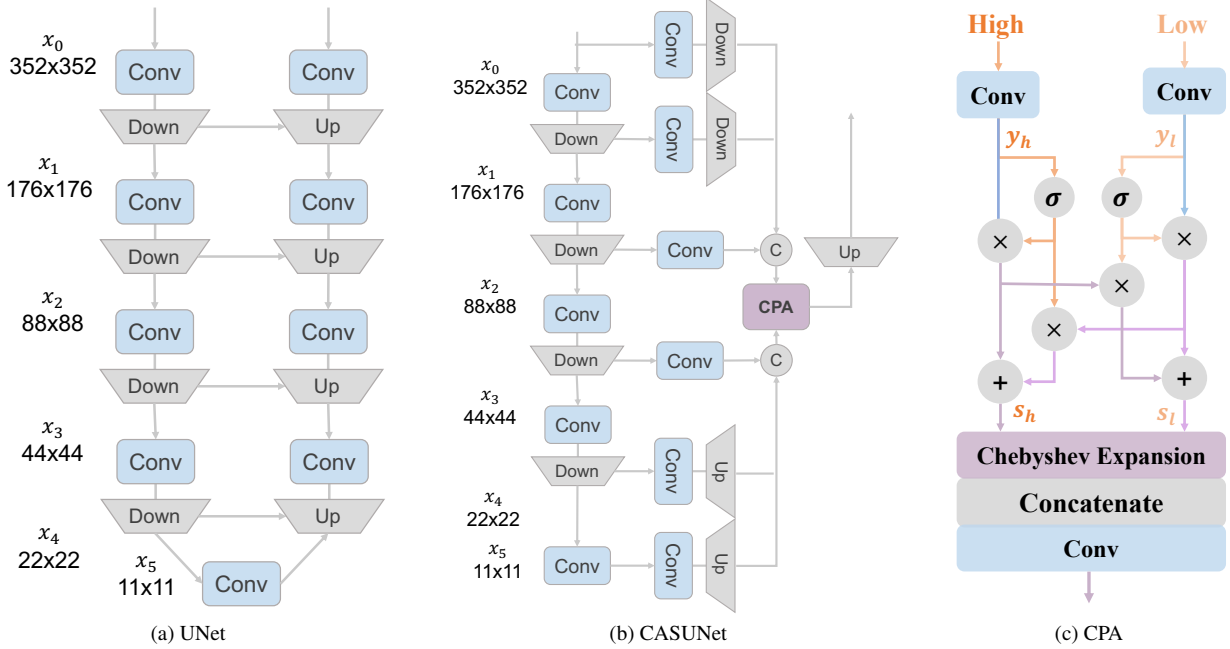 x₀
352x352
Conv
Conv
Down
Up
x₁
176x176
Conv
Conv
Down
Up
x₂
88x88
Conv
Conv
Down
Up
x₃
44x44
Conv
Conv
Down
Up
x₄
22x22
x₅
11x11
Conv
(a) UNet
Conv
Down
x₀
352x352
Conv
Down
Conv
Down
x₁
176x176
Conv
Down
Conv
C
Up
x₂
88x88
Conv
CPA
Down
Conv
C
x₃
44x44
Conv
Down
Conv
Up
x₄
22x22
x₅
11x11
Conv
Conv
Up
(b) CASUNet
High
Low
Conv
Conv
yₕ
yₗ
σ
σ
×
×
×
×
+
+
sₕ
sₗ
Chebyshev Expansion
Concatenate
Conv
(c) CPA